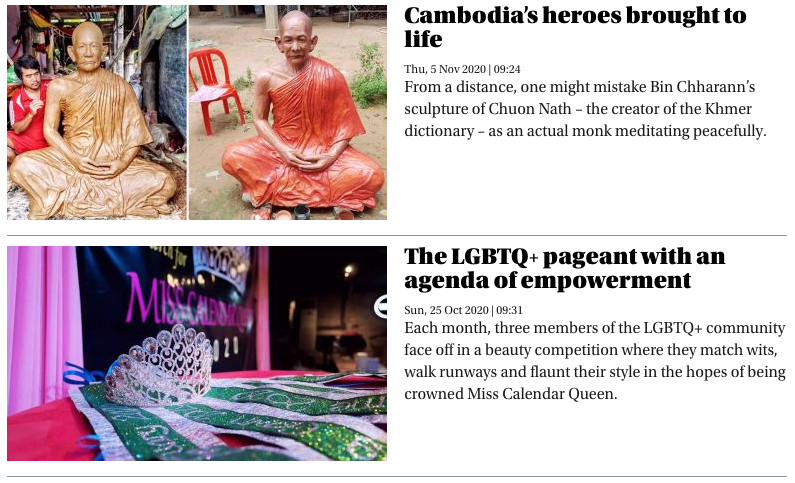 Cambodia's heroes brought to
life
Thu, 5 Nov 2020 | 09:24
From a distance, one might mistake Bin Chharann's
sculpture of Chuon Nath – the creator of the Khmer
dictionary – as an actual monk meditating peacefully.
MISS CALENDAR
The LGBTQ+ pageant with an
agenda of empowerment
Sun, 25 Oct 2020 | 09:31
Each month, three members of the LGBTQ+ community
face off in a beauty competition where they match wits,
walk runways and flaunt their style in the hopes of being
crowned Miss Calendar Queen.